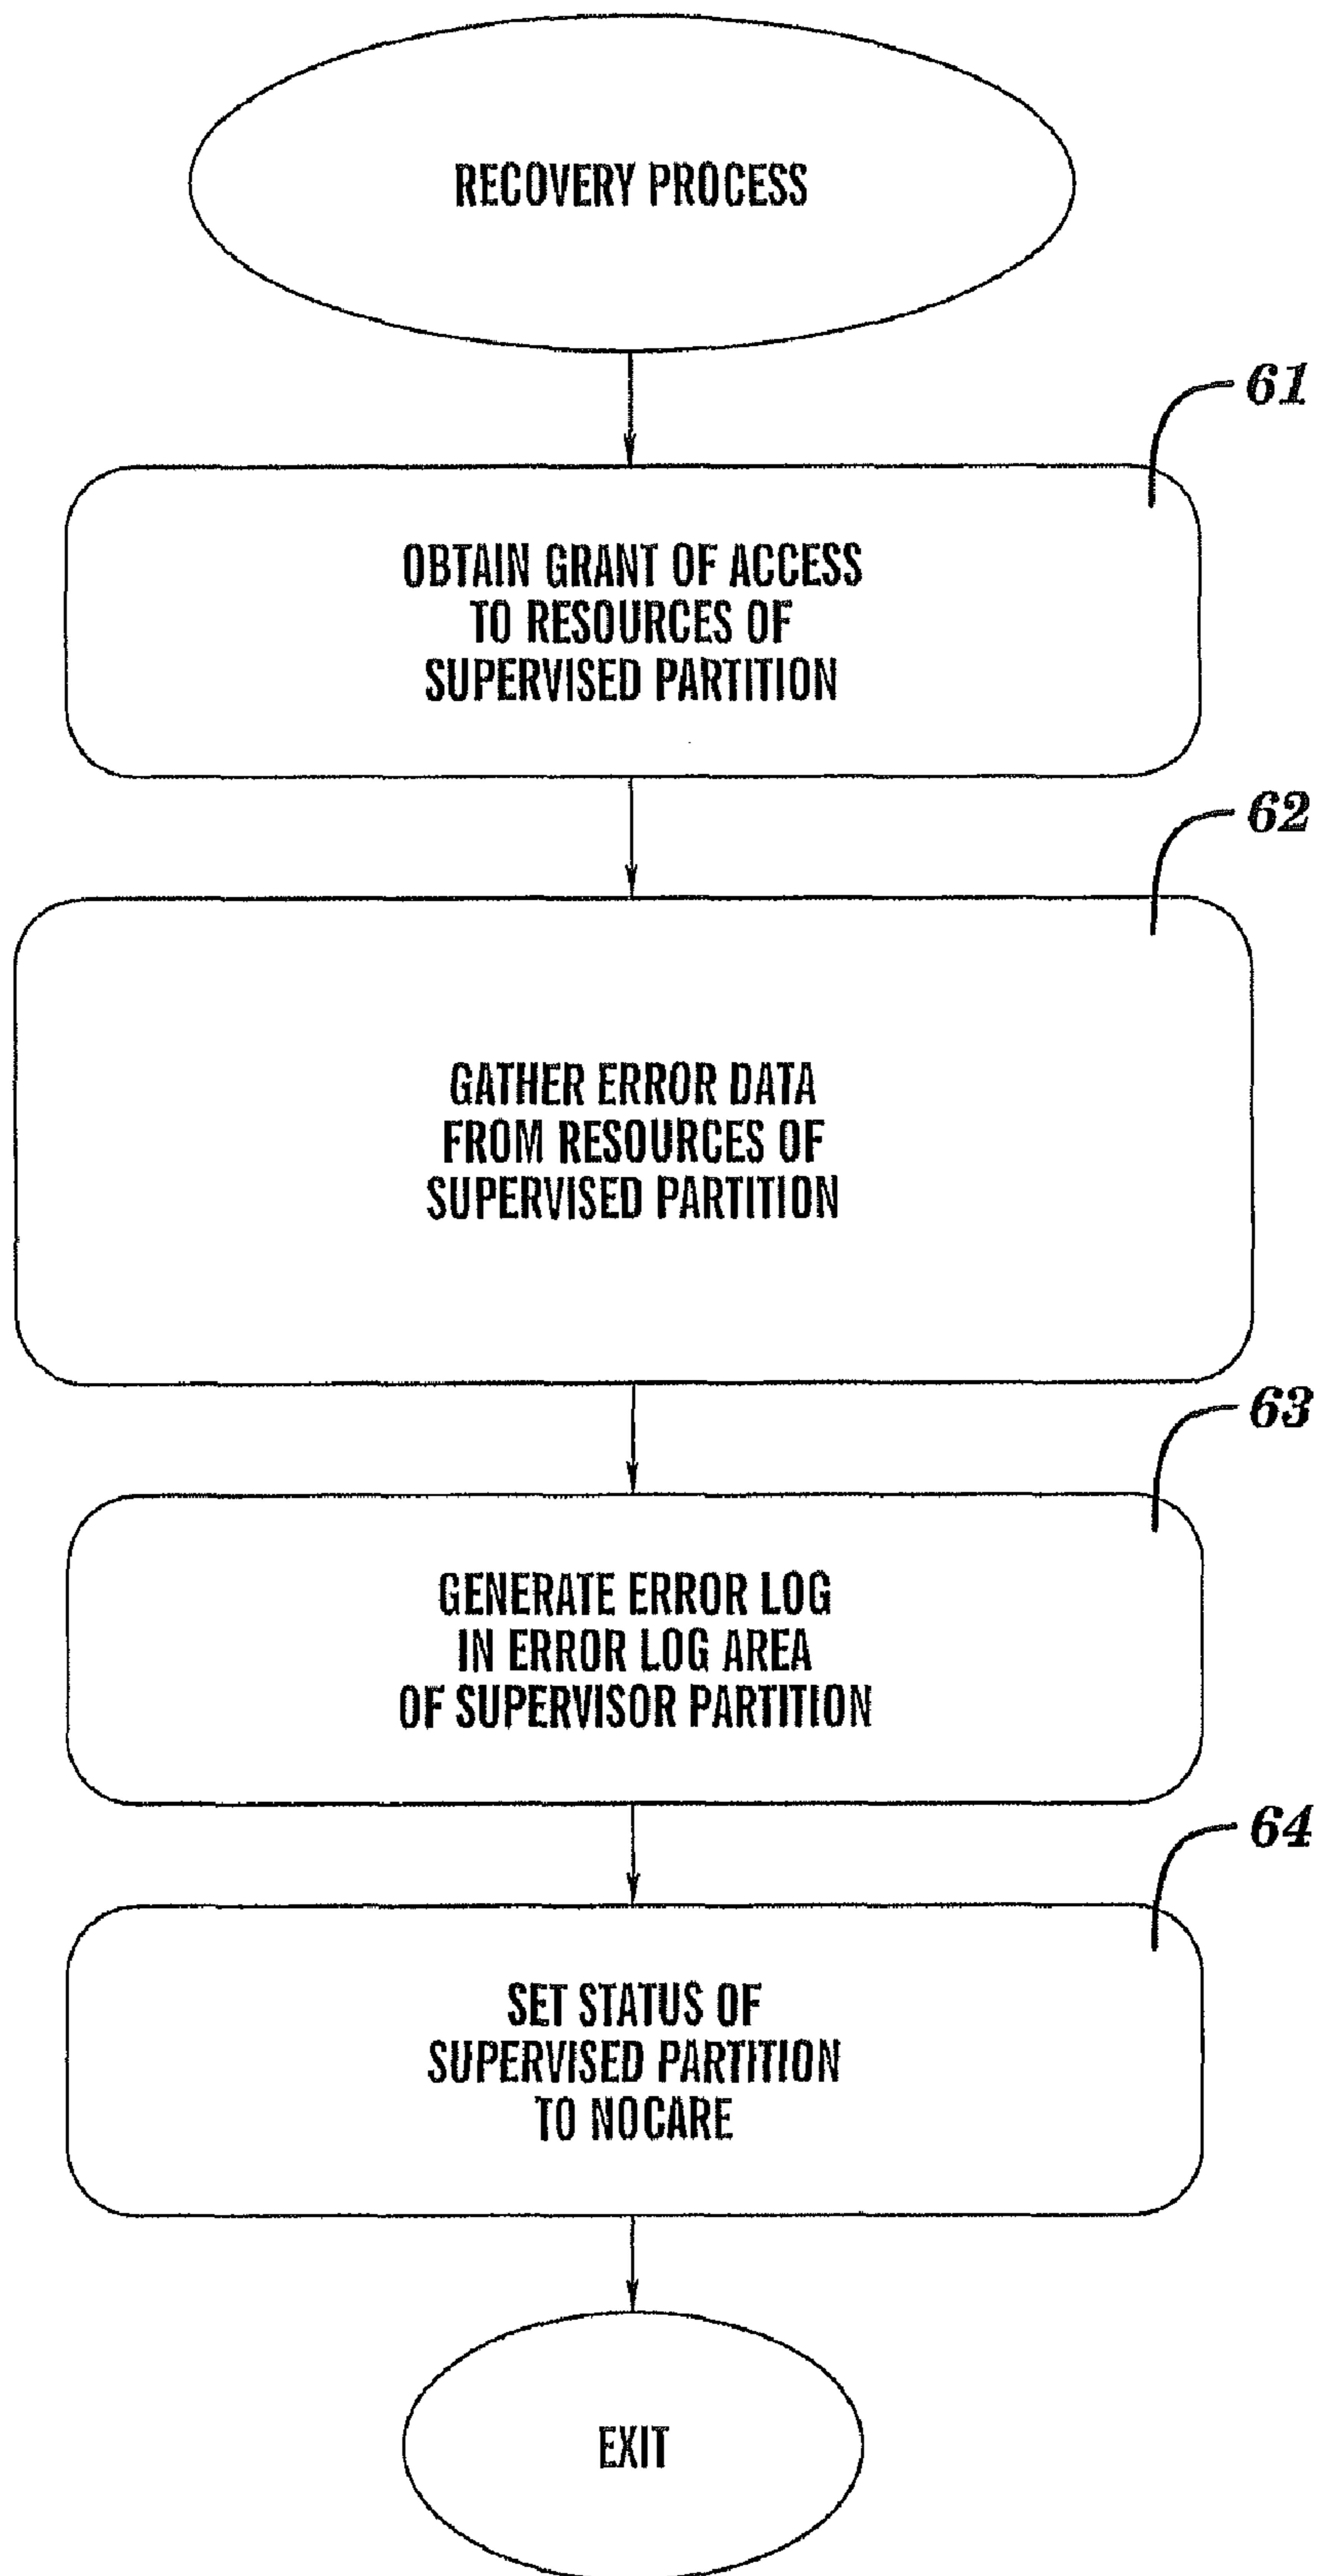 RECOVERY PROCESS
61
OBTAIN GRANT OF ACCESS
TO RESOURCES OF
SUPERVISED PARTITION
62
GATHER ERROR DATA
FROM RESOURCES OF
SUPERVISED PARTITION
63
GENERATE ERROR LOG
IN ERROR LOG AREA
OF SUPERVISOR PARTITION
64
SET STATUS OF
SUPERVISED PARTITION
TO NOCARE
EXIT